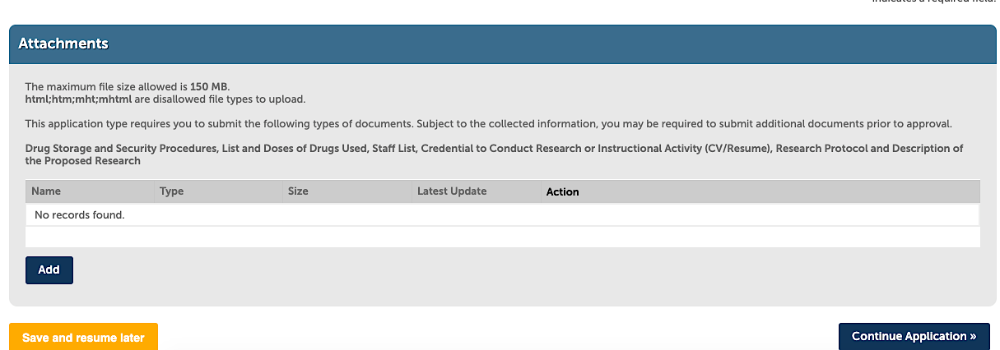 indicates a required field.
Attachments
The maximum file size allowed is 150 MB.
html;htm;mht;mhtml are disallowed file types to upload.
This application type requires you to submit the following types of documents. Subject to the collected information, you may be required to submit additional documents prior to approval.
Drug Storage and Security Procedures, List and Doses of Drugs Used, Staff List, Credential to Conduct Research or Instructional Activity (CV/Resume), Research Protocol and Description of
the Proposed Research
Name Type Size Latest Update Action
No records found.
Add
Save and resume later Continue Application »